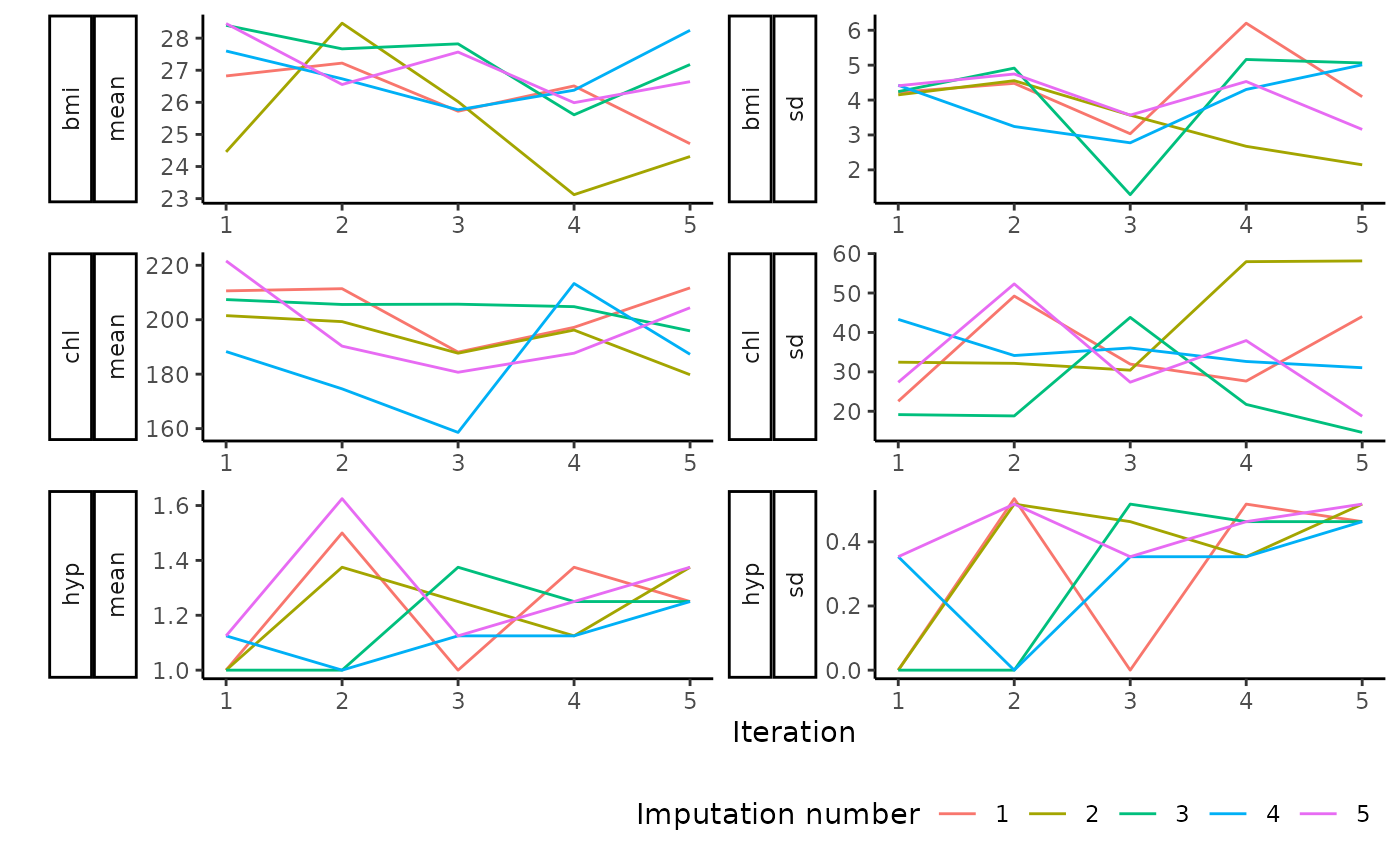 bmi
mean
28
27
26
25
24
23
1 2 3 4 5
bmi
sd
6
5
4
3
2
1 2 3 4 5
chl
mean
220
200
180
160
1 2 3 4 5
chl
sd
60
50
40
30
20
1 2 3 4 5
hyp
mean
1.6
1.4
1.2
1.0
1 2 3 4 5
hyp
sd
0.4
0.2
0.0
1 2 3 4 5
Iteration
Imputation number 1 2 3 4 5